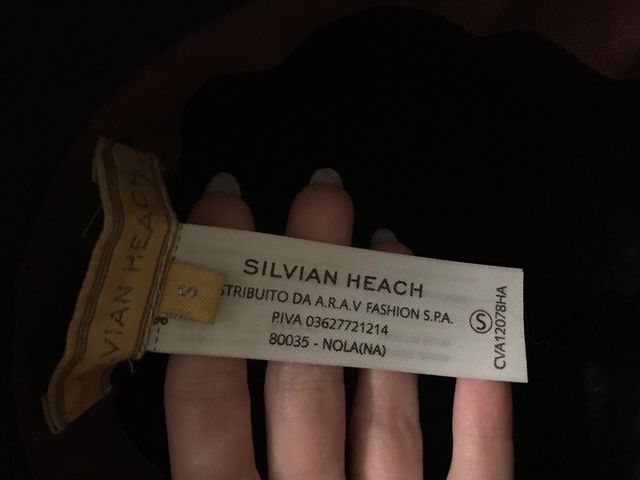 VIAN HEACH
S
SILVIAN HEACH
STRIBUITO DA A.R.A.V FASHION S.P.A.
P.IVA 03627721214
80035 - NOLA(NA)
S
CVA12078HA